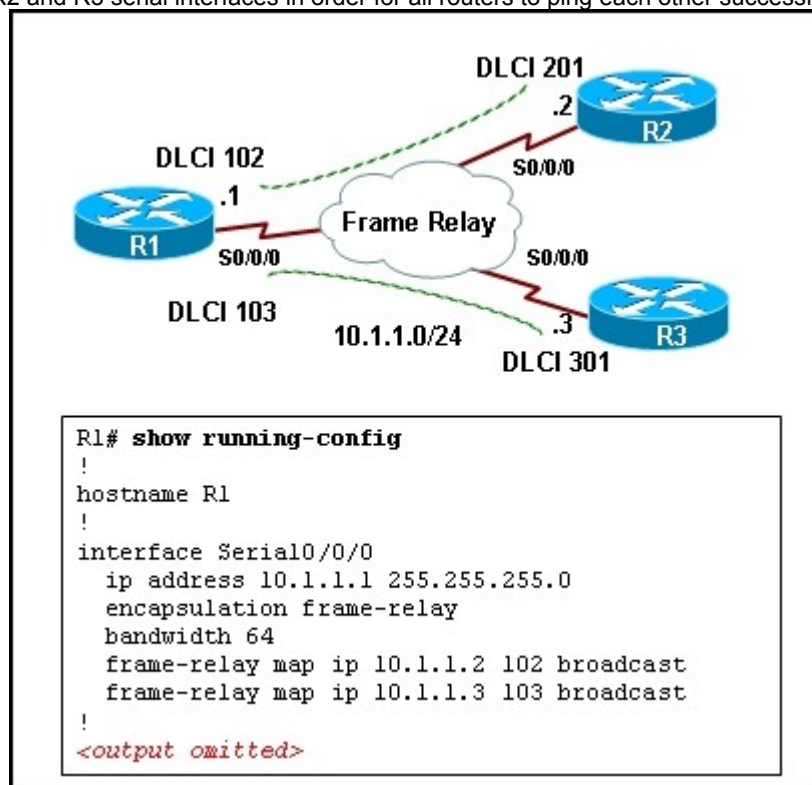 R2 and R3 serial interfaces in order for all routers to ping each other
DLCI 201
.2
R2
S0/0/0
DLCI 102
.1
R1
S0/0/0
Frame Relay
S0/0/0
DLCI 103
10.1.1.0/24
.3
R3
DLCI 301
R1# show running-config
!
hostname R1
!
interface Serial0/0/0
ip address 10.1.1.1 255.255.255.0
encapsulation frame-relay
bandwidth 64
frame-relay map ip 10.1.1.2 102 broadcast
frame-relay map ip 10.1.1.3 103 broadcast
!
<output omitted>